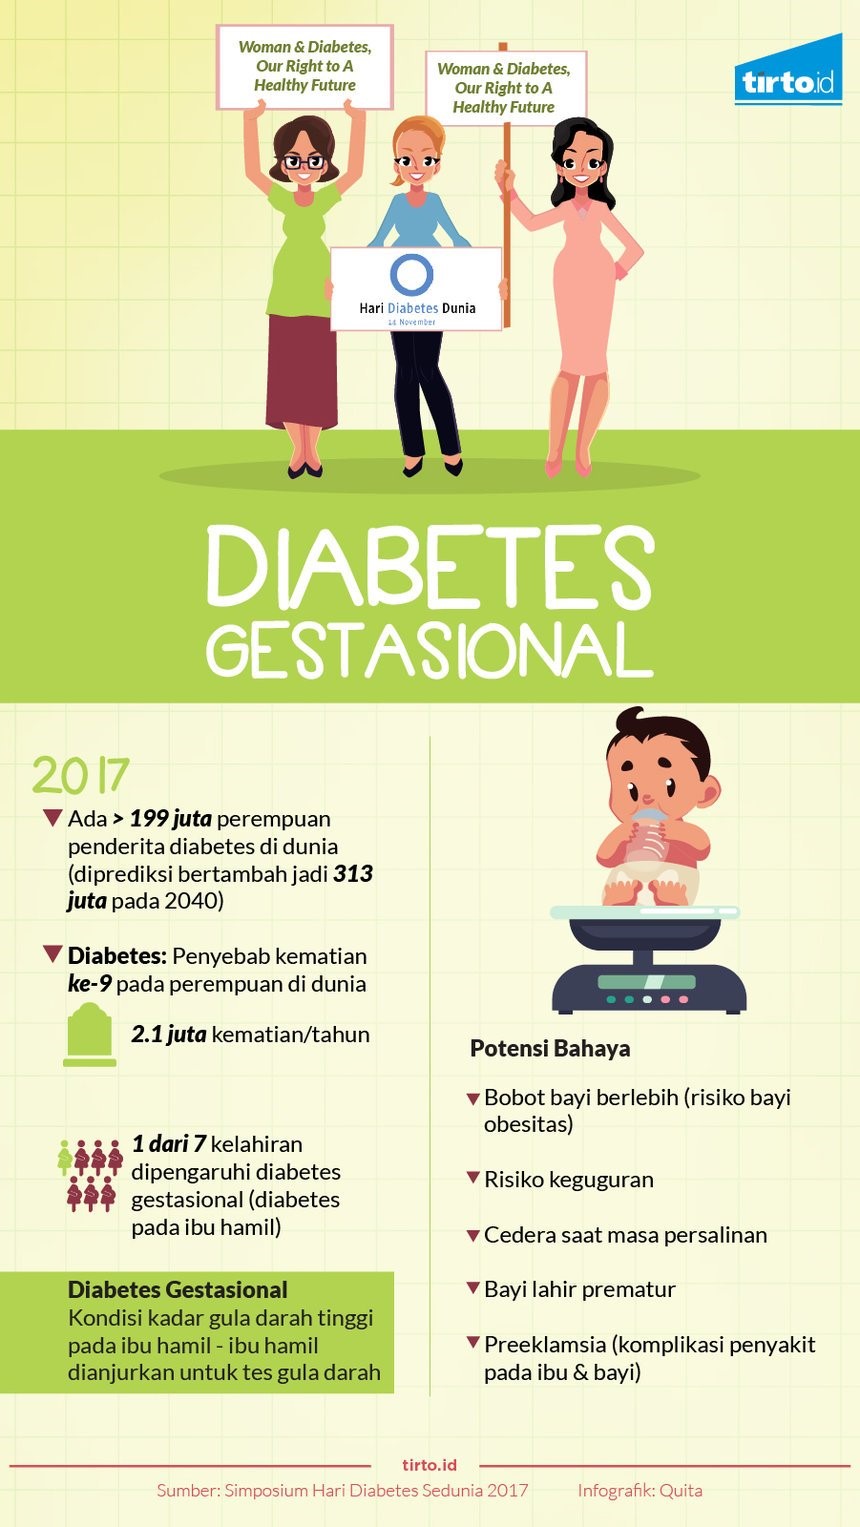 Woman & Diabetes,
Our Right to A
Healthy Future
Woman & Diabetes,
Our Right to A
Healthy Future
tirto.id
Hari Diabetes Dunia
14 November
DIABETES
GESTASIONAL
2017
Ada > 199 juta perempuan
penderita diabetes di dunia
(diprediksi bertambah jadi 313
juta pada 2040)
Diabetes: Penyebab kematian
ke-9 pada perempuan di dunia
2.1 juta kematian/tahun
1 dari 7 kelahiran
dipengaruhi diabetes
gestasional (diabetes
pada ibu hamil)
Diabetes Gestasional
Kondisi kadar gula darah tinggi
pada ibu hamil - ibu hamil
dianjurkan untuk tes gula darah
Potensi Bahaya
Bobot bayi berlebih (risiko bayi
obesitas)
Risiko keguguran
Cedera saat masa persalinan
Bayi lahir prematur
Preeklamsia (komplikasi penyakit
pada ibu & bayi)
tirto.id
Sumber: Simposium Hari Diabetes Sedunia 2017
Infografik: Quita